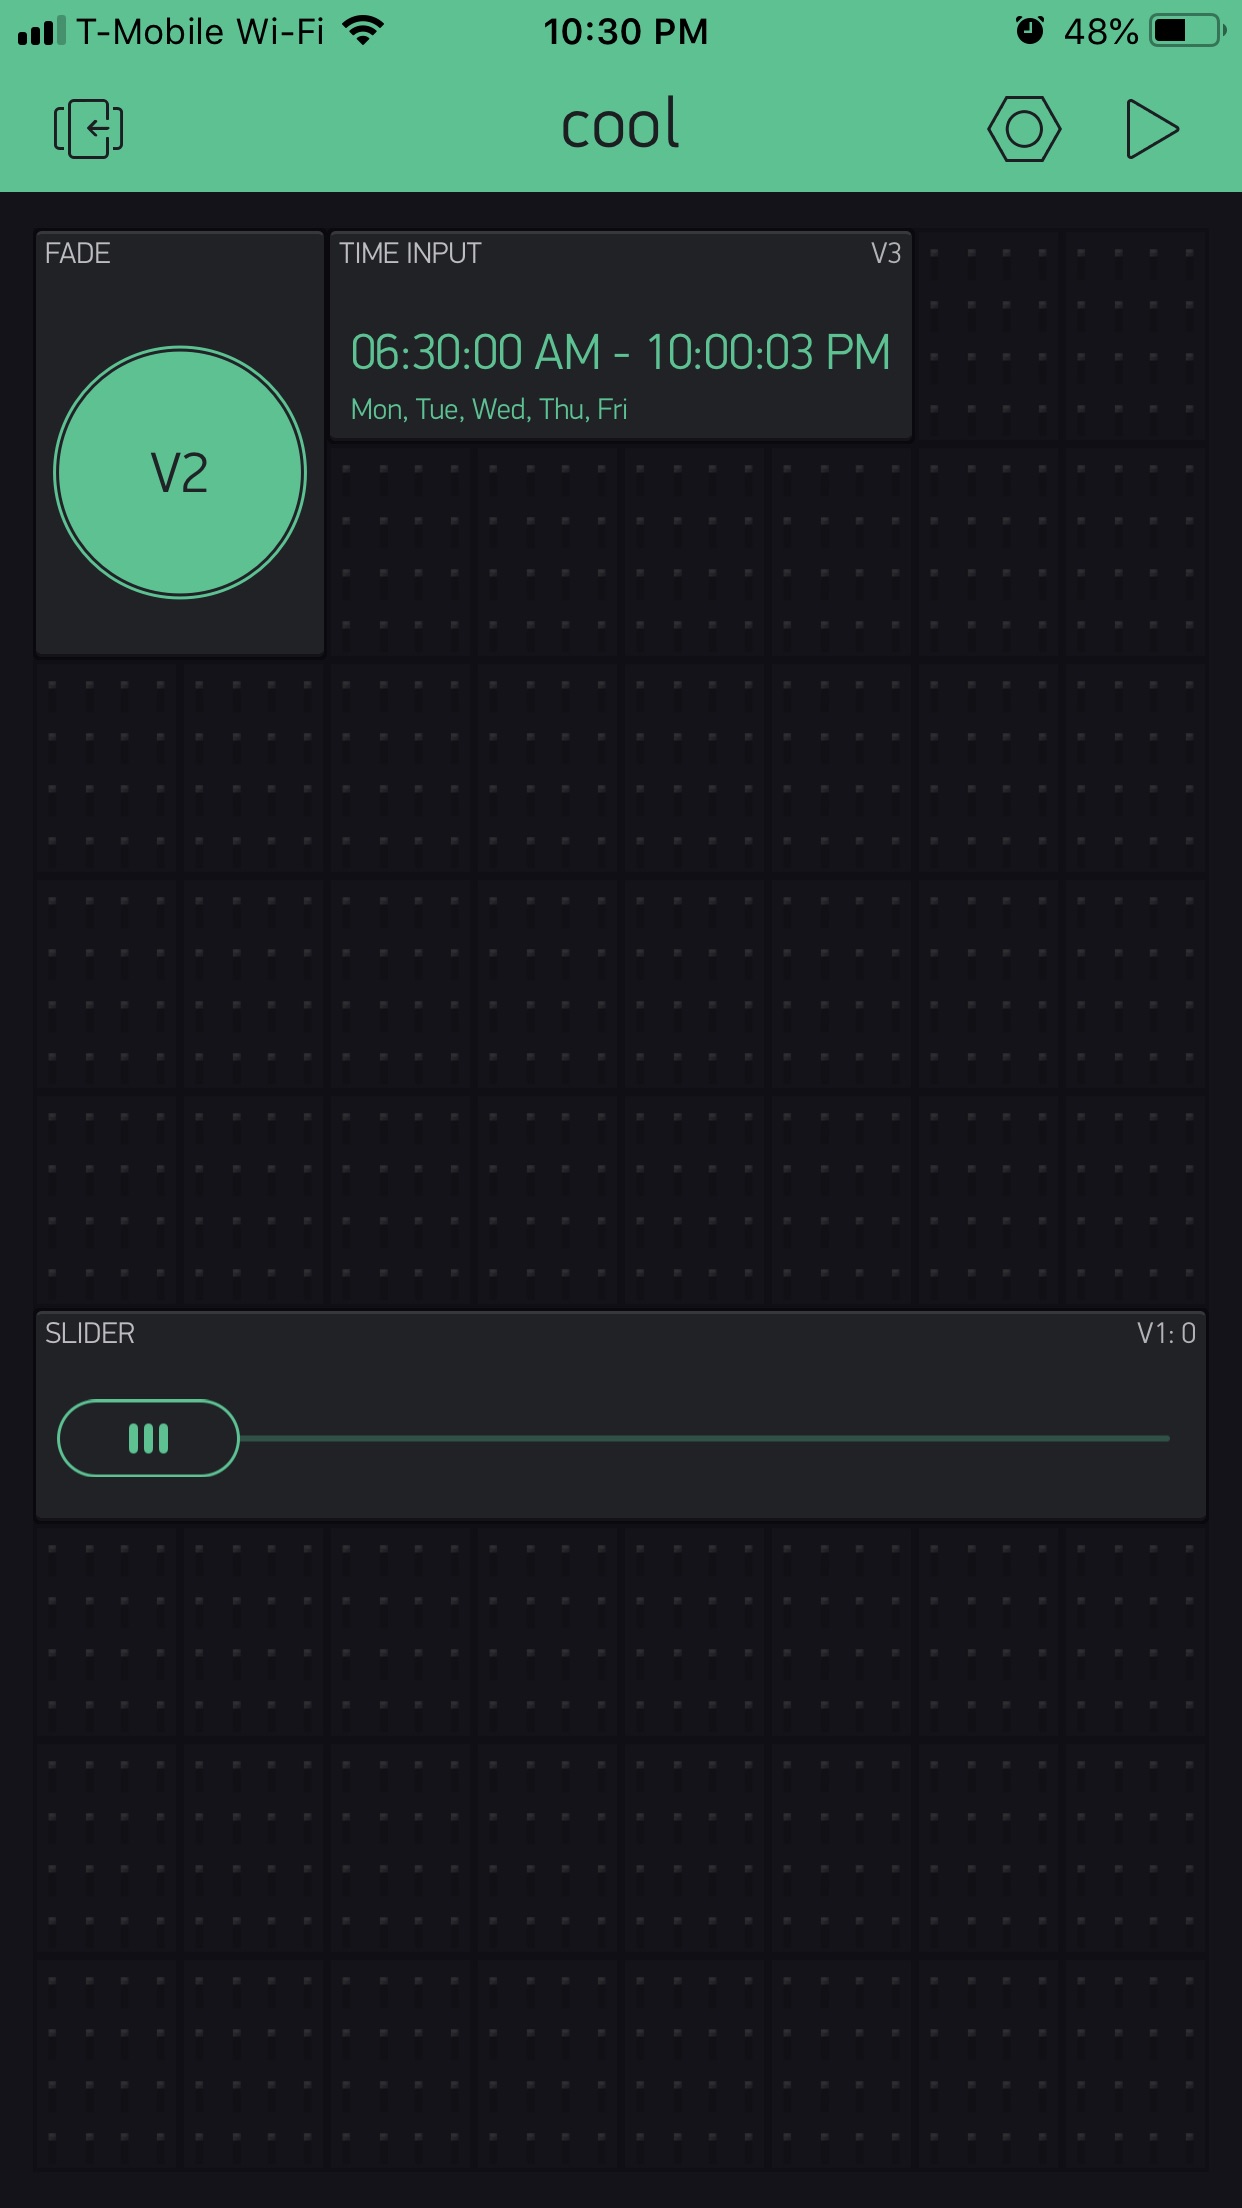 T-Mobile Wi-Fi 10:30 PM 48%
cool
FADE
V2
TIME INPUT V3
06:30:00 AM - 10:00:03 PM
Mon, Tue, Wed, Thu, Fri
SLIDER V1: 0